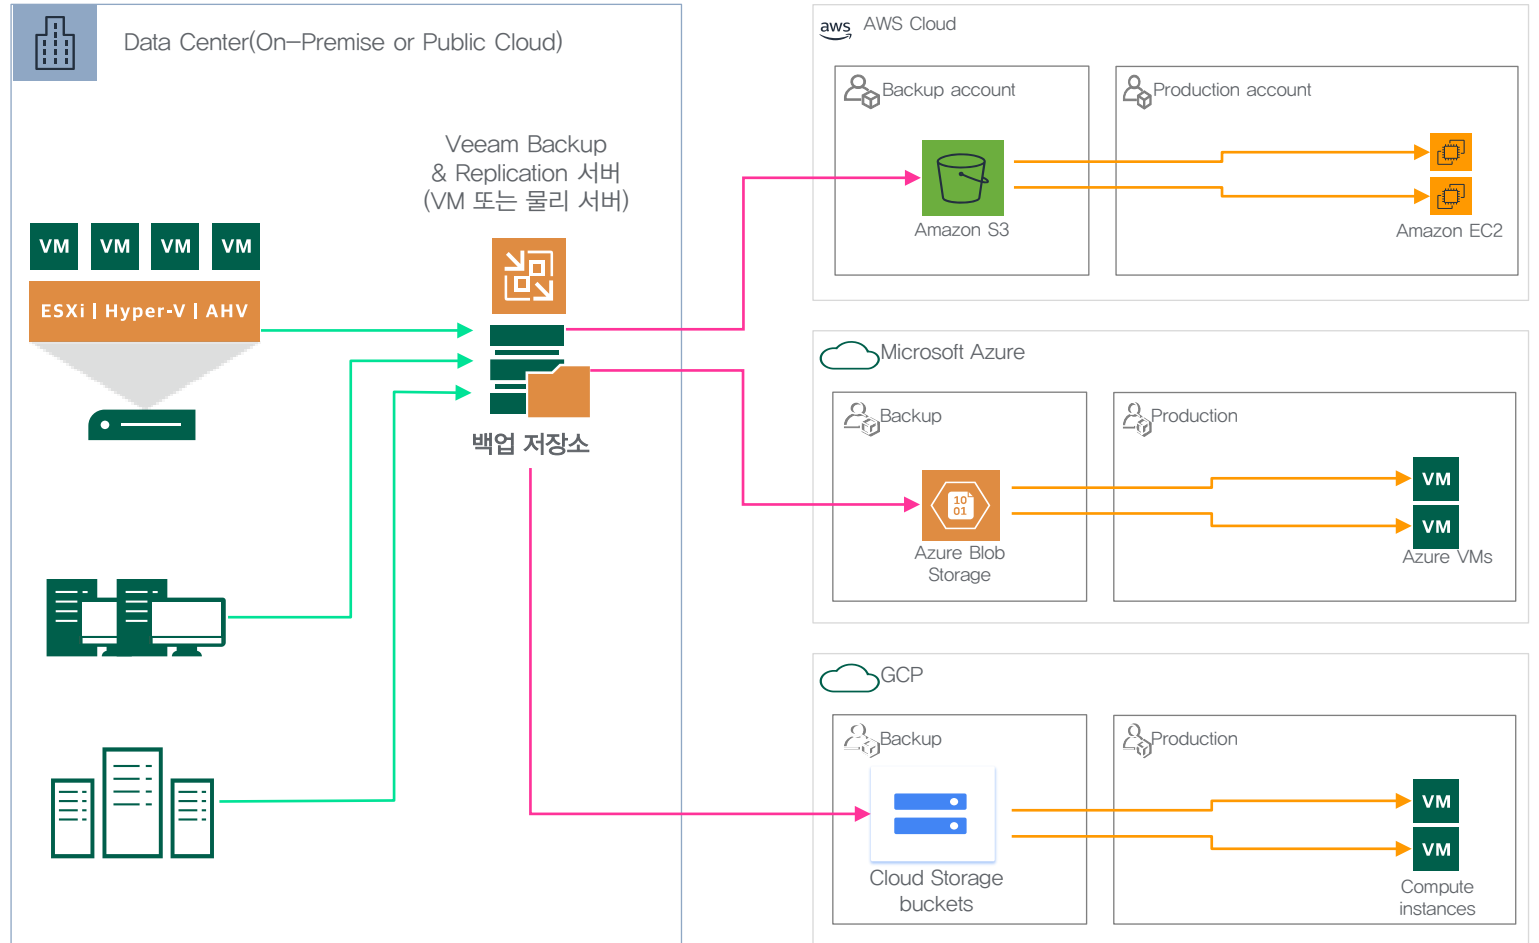 Data Center(On-Premise or Public Cloud)
Veeam Backup
& Replication 서버
(VM 또는 물리 서버)
VM VM VM VM
ESXi | Hyper-V | AHV
백업 저장소
aws AWS Cloud
Backup account
Production account
Amazon S3
Amazon EC2
Microsoft Azure
Backup
Production
10
01
VM
VM
Azure Blob
Storage
Azure VMs
GCP
Backup
Production
VM
VM
Cloud Storage
buckets
Compute
instances